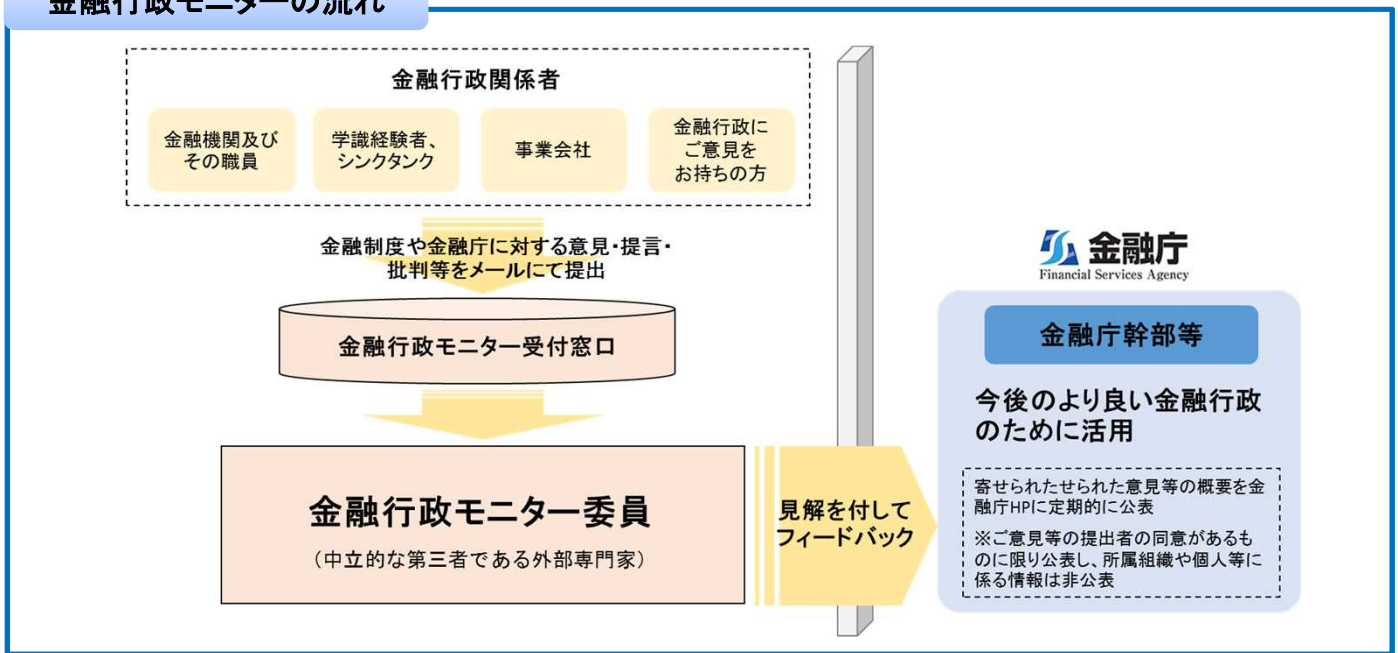 金融行政モニターの流れ
金融行政関係者
金融機関及び
その職員
学識経験者、
シンクタンク
事業会社
金融行政に
ご意見を
お持ちの方
金融制度や金融庁に対する意見・提言・
批判等をメールにて提出
金融行政モニター受付窓口
金融行政モニター委員
（中立的な第三者である外部専門家）
見解を付して
フィードバック
金融庁
Financial Services Agency
金融庁幹部等
今後のより良い金融行政
のために活用
寄せられたせられた意見等の概要を金
融庁HPに定期的に公表
※ご意見等の提出者の同意があるも
のに限り公表し、所属組織や個人等に
係る情報は非公表